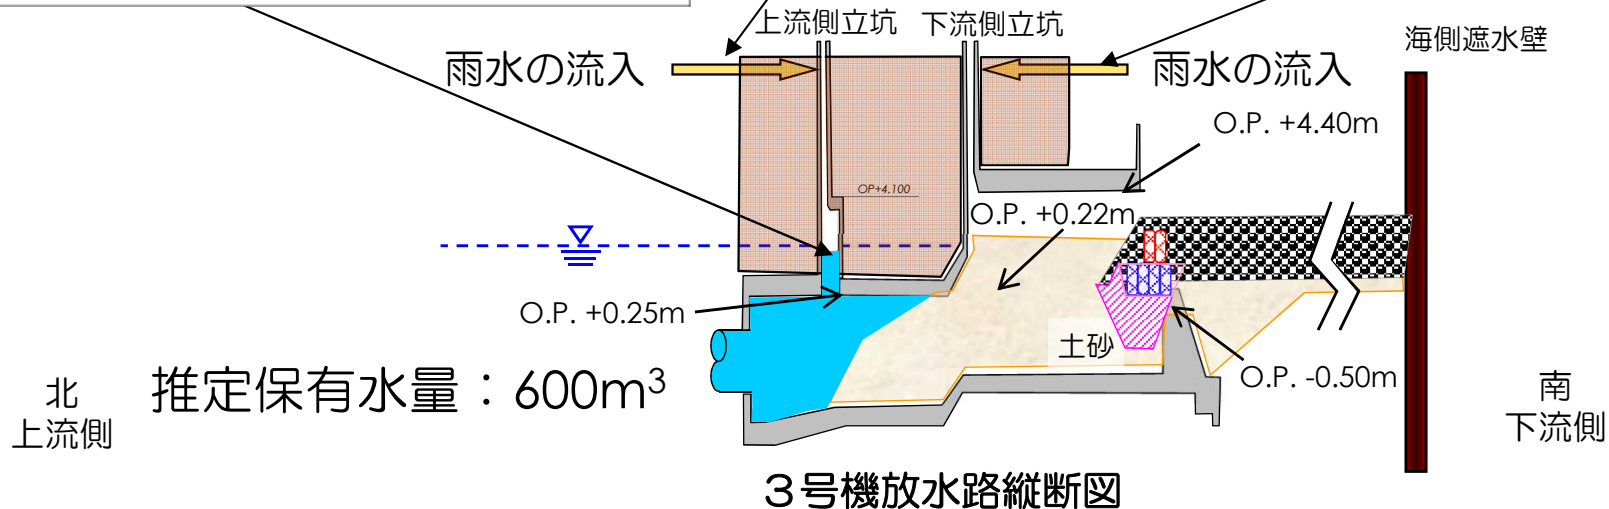 上流側立坑
下流側立坑
海側遮水壁
雨水の流入
雨水の流入
O.P. +4.40m
OP+4.100
O.P. +0.22m
O.P. +0.25m
土砂
O.P. -0.50m
推定保有水量：600m³
北
上流側
南
下流側
３号機放水路縦断図